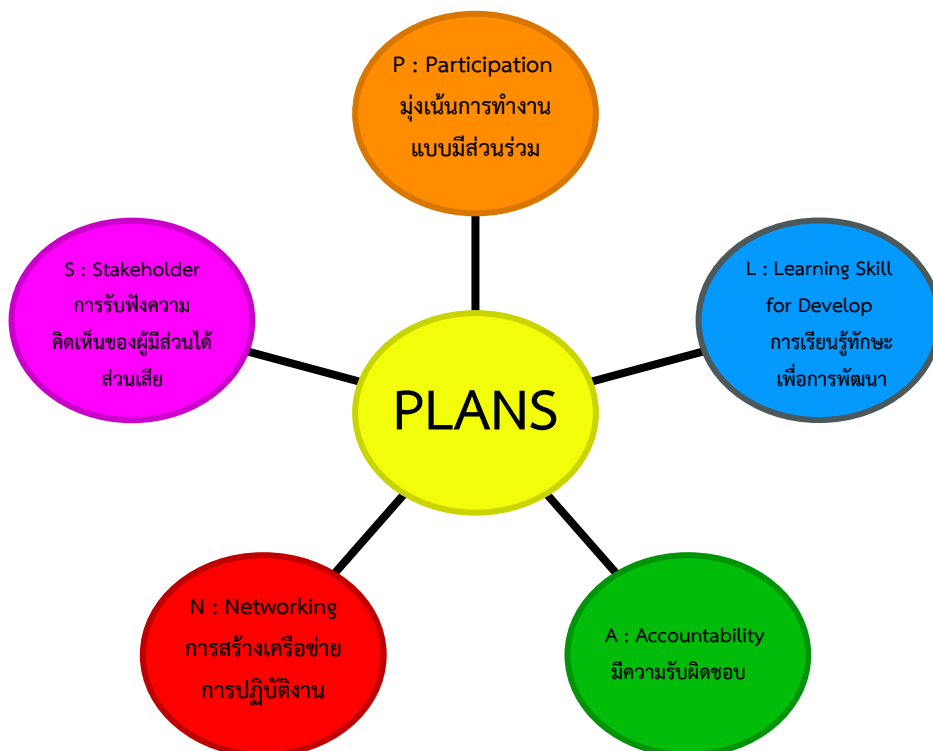 P : Participation
มุ่งเน้นการทำงาน
แบบมีส่วนร่วม
L : Learning Skill
for Develop
การเรียนรู้ทักษะ
เพื่อการพัฒนา
A : Accountability
มีความรับผิดชอบ
N : Networking
การสร้างเครือข่าย
การปฏิบัติงาน
S : Stakeholder
การรับฟังความ
คิดเห็นของผู้มีส่วนได้
ส่วนเสีย
PLANS